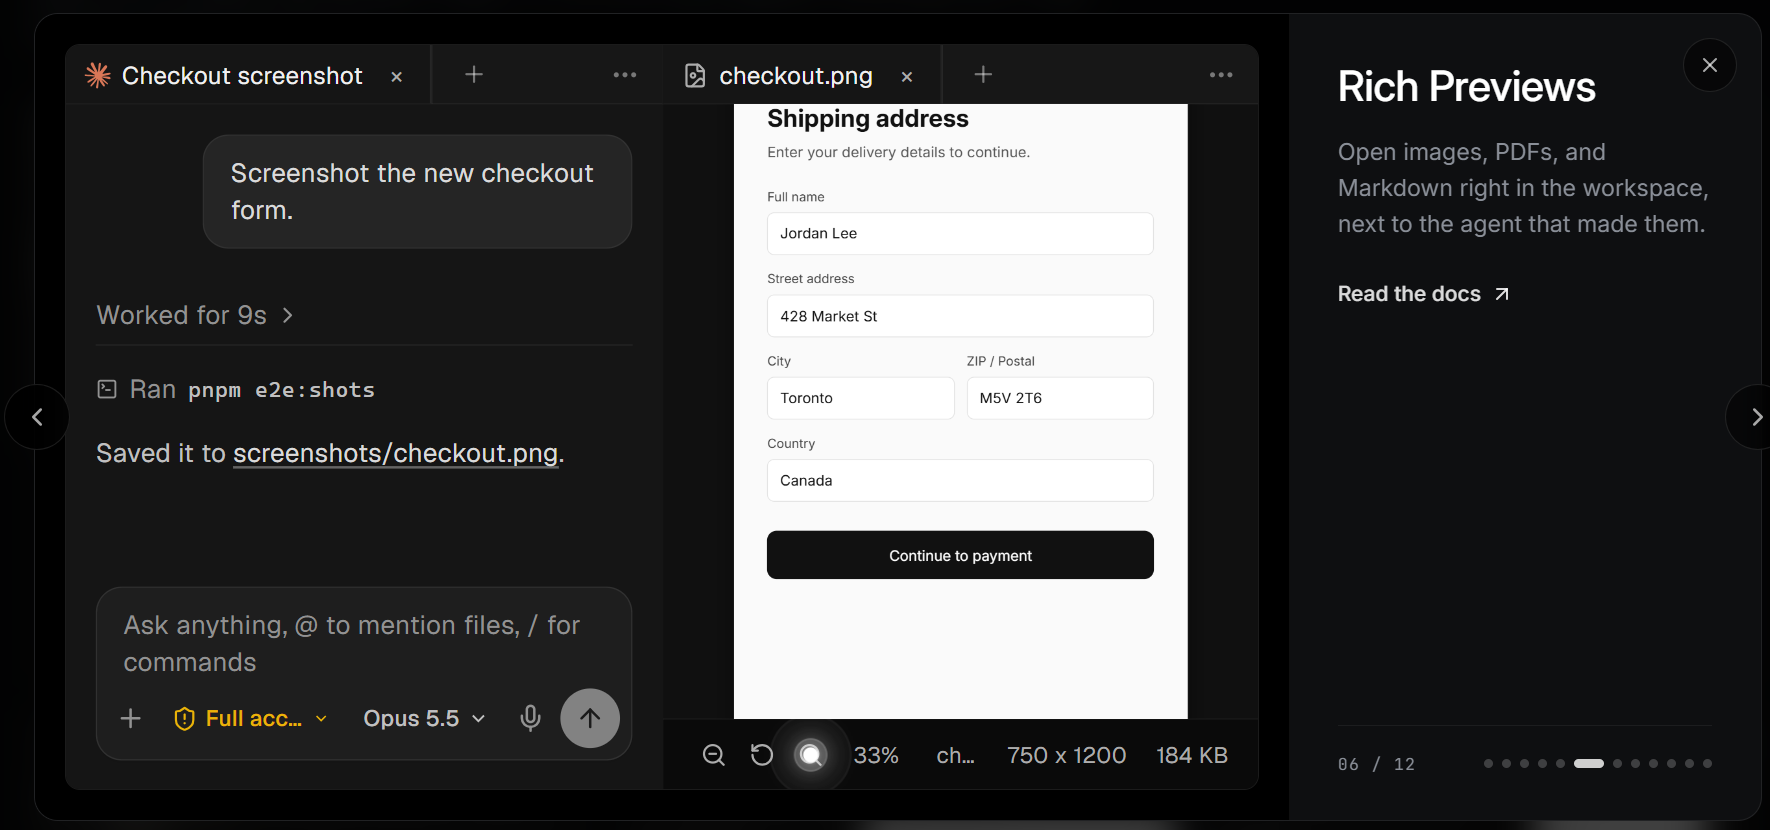 Checkout screenshot
Screenshot the new checkout
form.
Worked for 9s
Ran pnpm e2e:shots
Saved it to screenshots/checkout.png.
Ask anything, @ to mention files, / for
commands
Full acc...
Opus 5.5
checkout.png
Shipping address
Enter your delivery details to continue.
Full name
Jordan Lee
Street address
428 Market St
City
ZIP / Postal
Toronto
M5V 2T6
Country
Canada
Continue to payment
33%
ch...
750 x 1200
184 KB
Rich Previews
Open images, PDFs, and
Markdown right in the workspace,
next to the agent that made them.
Read the docs
06 / 12